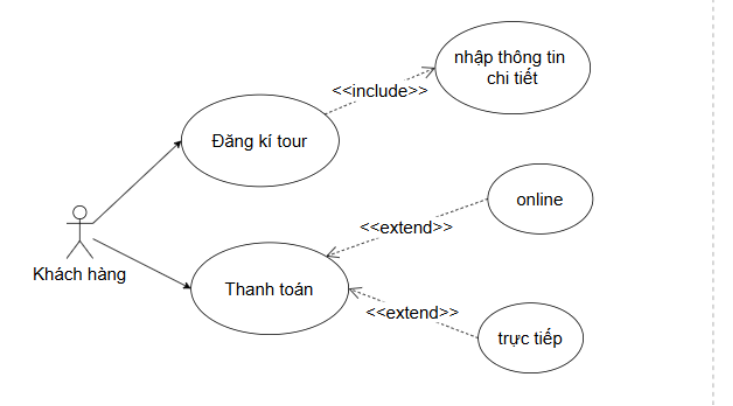 nhập thông tin
chi tiết
<<include>>
Đăng kí tour
online
<<extend>>
Khách hàng
Thanh toán
<<extend>>
trực tiếp